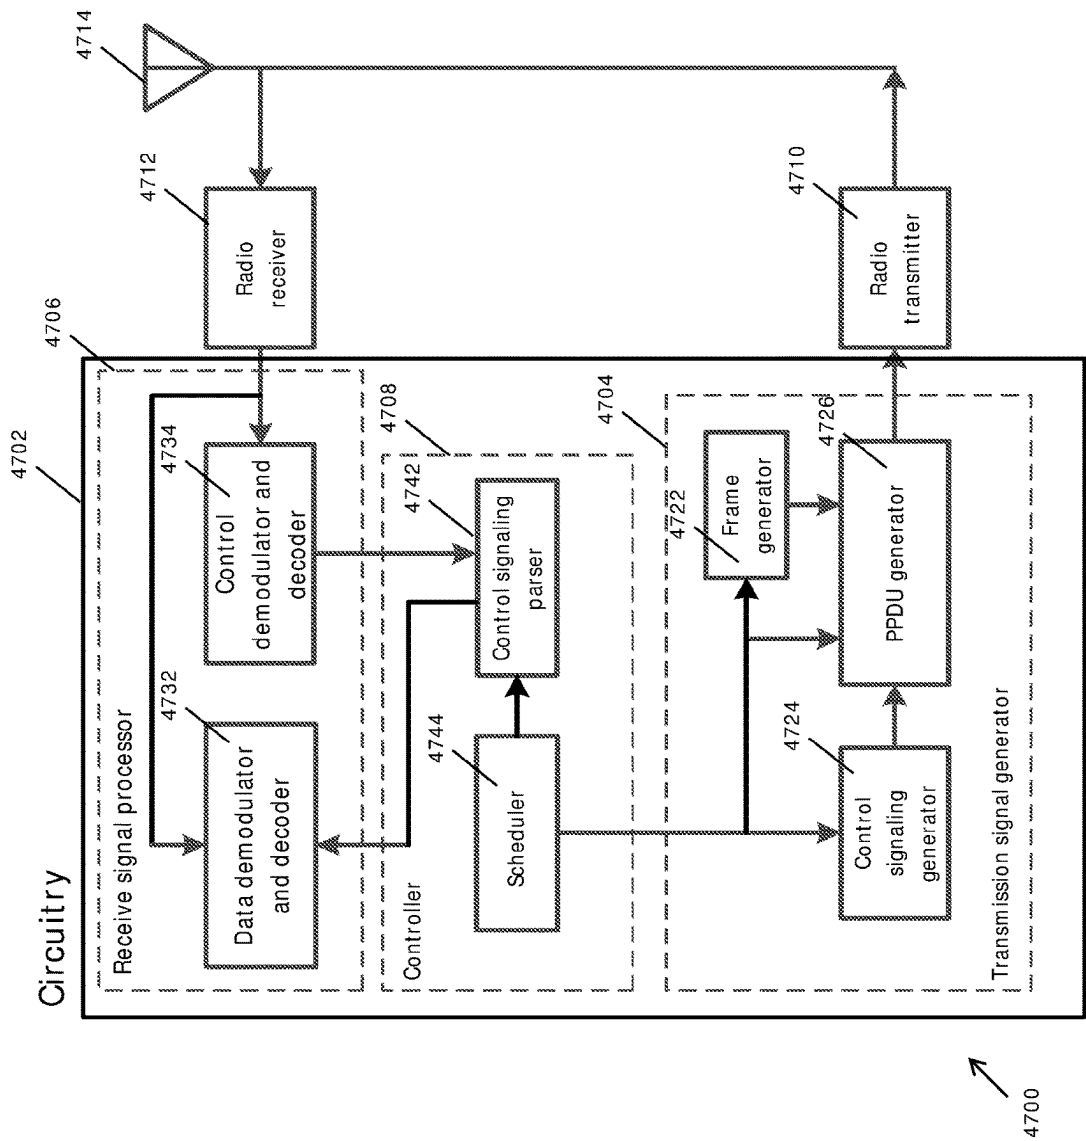 4700
Circuitry
4702
Receive signal processor
4706
Data demodulator
and decoder
4732
Control
demodulator and
decoder
4734
Radio
receiver
4712
4714
Controller
4708
Scheduler
4744
Control signaling
parser
4742
Transmission signal generator
4704
Control
signaling
generator
4724
Frame
generator
4722
PPDU generator
4726
Radio
transmitter
4710